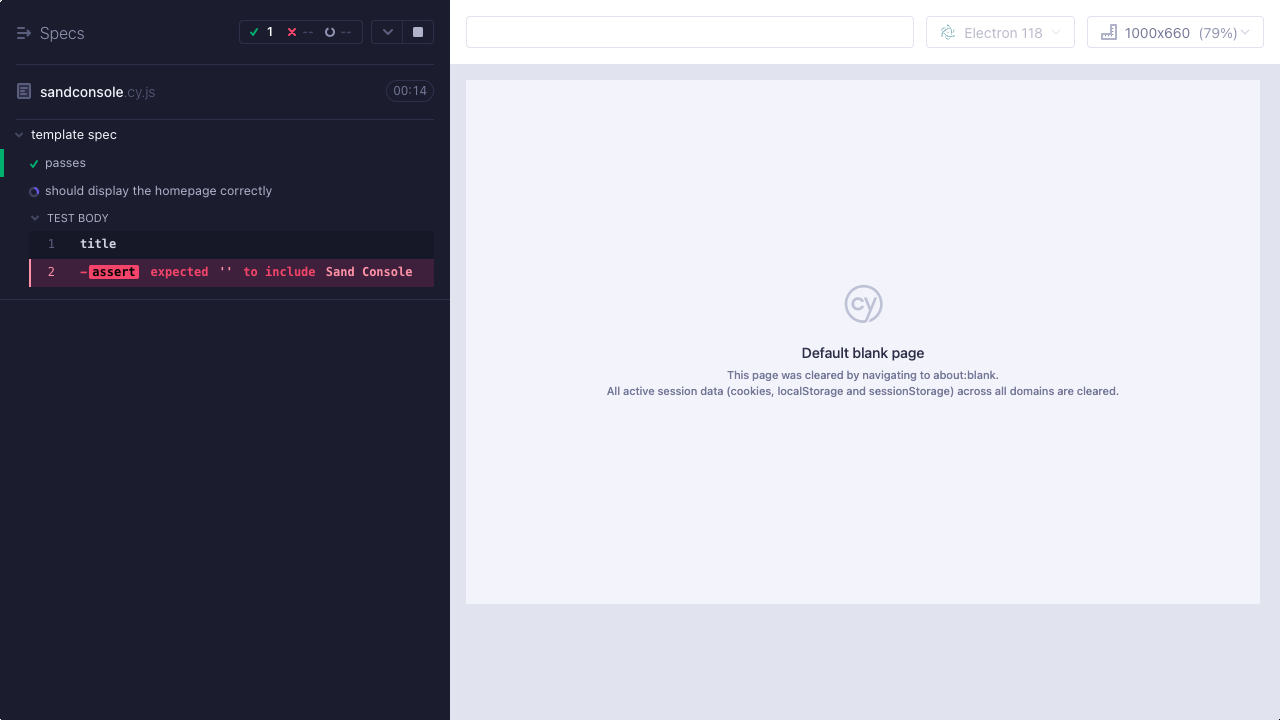 Specs
1 -- --
sandconsole.cy.js 00:14
template spec
passes
should display the homepage correctly
TEST BODY
1 title
2 -assert expected '' to include Sand Console
Electron 118
1000x660 (79%)
cy
Default blank page
This page was cleared by navigating to about:blank.
All active session data (cookies, localStorage and sessionStorage) across all domains are cleared.